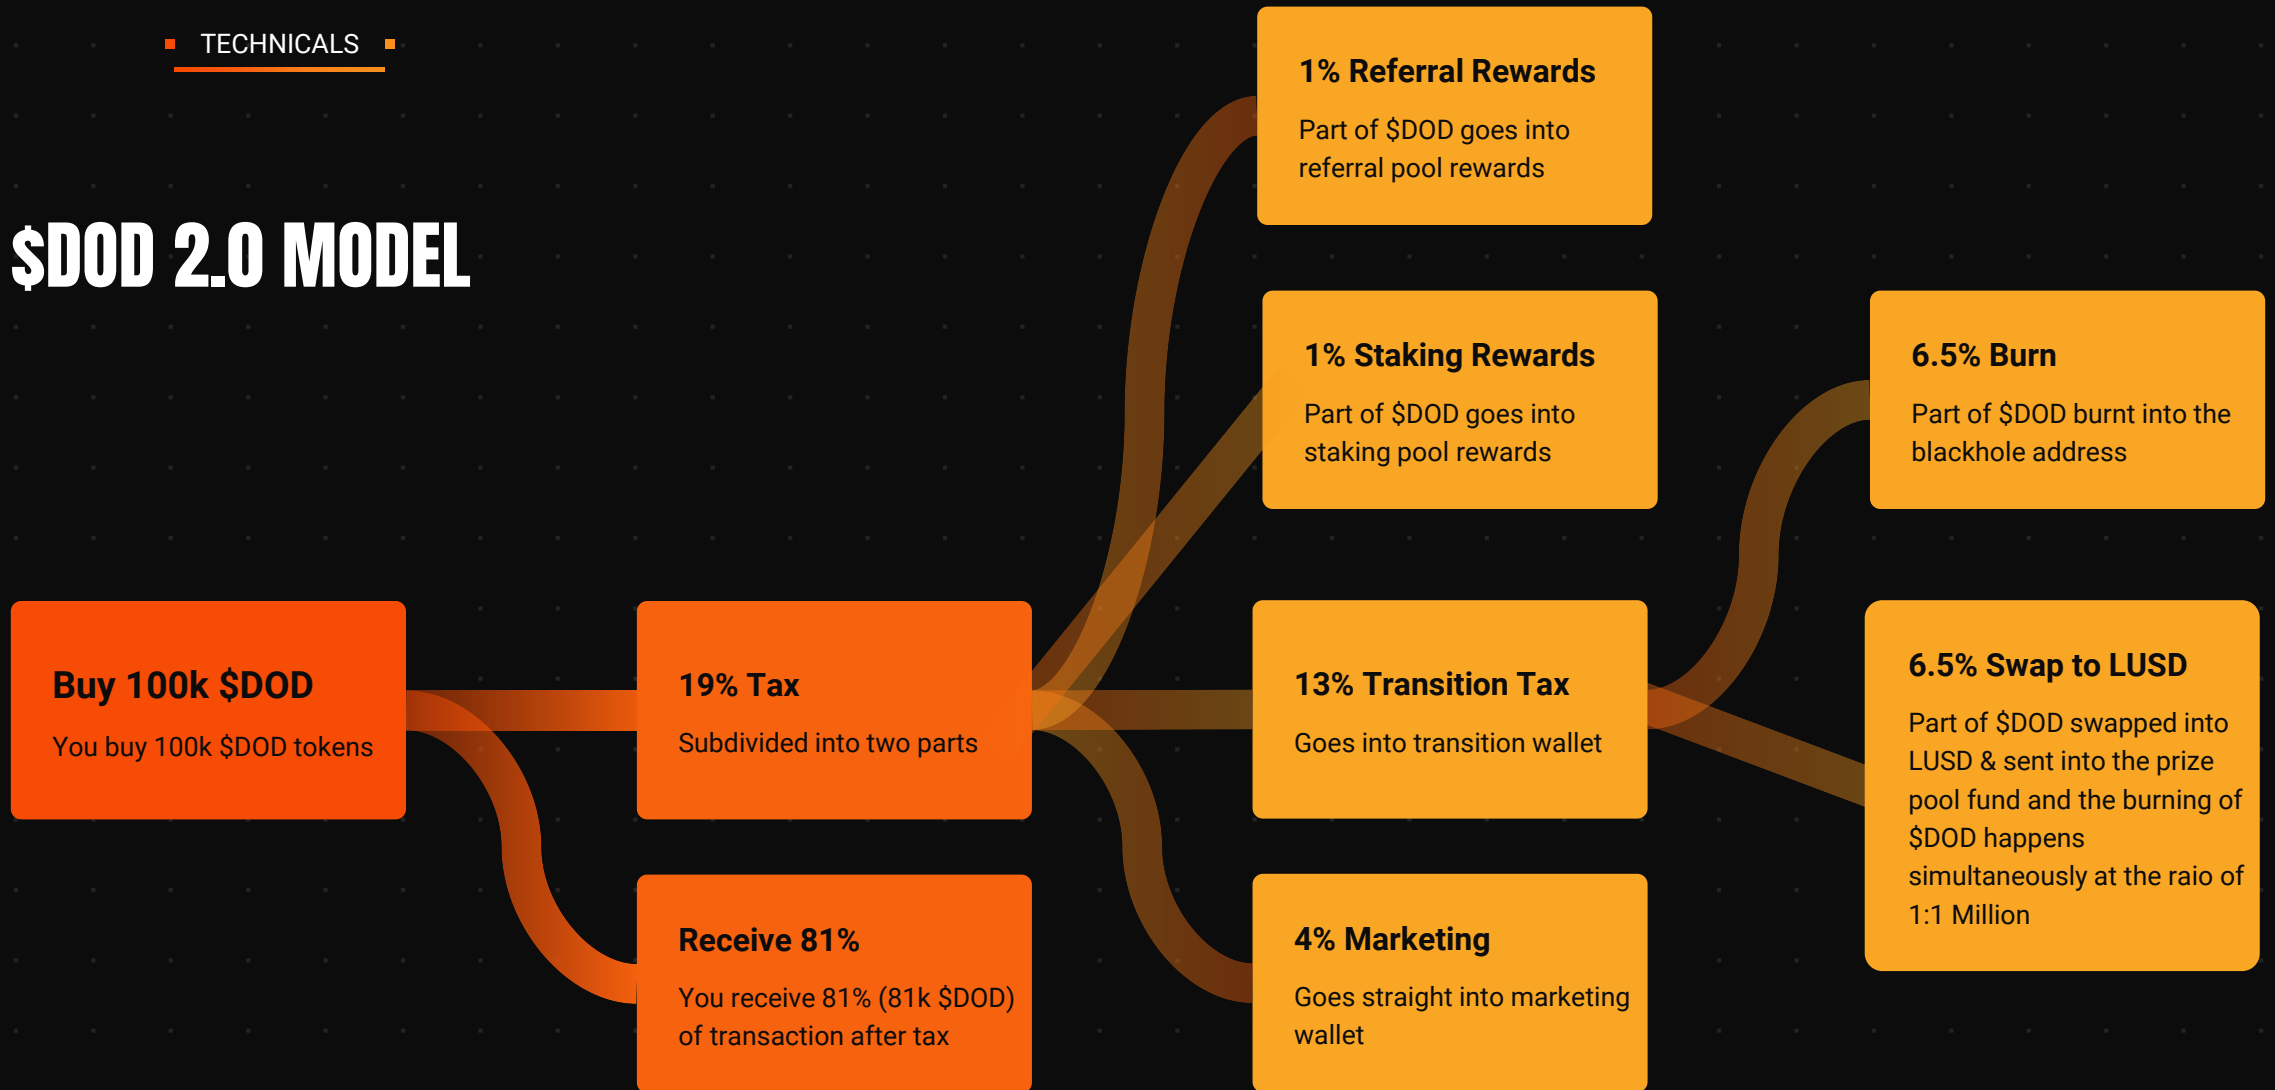 TECHNICALS
$DOD 2.0 MODEL
Buy 100k $DOD
You buy 100k $DOD tokens
19% Tax
Subdivided into two parts
Receive 81%
You receive 81% (81k $DOD)
of transaction after tax
1% Referral Rewards
Part of $DOD goes into
referral pool rewards
1% Staking Rewards
Part of $DOD goes into
staking pool rewards
13% Transition Tax
Goes into transition wallet
4% Marketing
Goes straight into marketing
wallet
6.5% Burn
Part of $DOD burnt into the
blackhole address
6.5% Swap to LUSD
Part of $DOD swapped into
LUSD & sent into the prize
pool fund and the burning of
$DOD happens
simultaneously at the raio of
1:1 Million